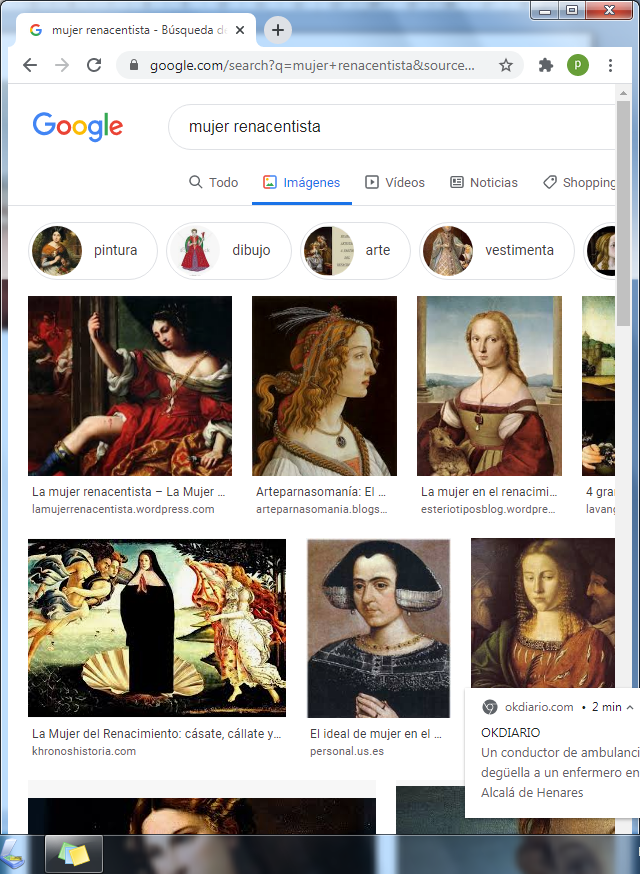 mujer renacentista - Búsqueda de
google.com/search?q=mujer+renacentista&source...
p
Google
mujer renacentista
Todo
Imágenes
Vídeos
Noticias
Shopping
pintura
dibujo
arte
vestimenta
La mujer renacentista – La Mujer ...
lamujerrenacentista.wordpress.com
Arteparnasomanía: El ...
arteparnasomania.blogs...
La mujer en el renacimi...
esteriotiposblog.wordpre...
4 gra
lavang
La Mujer del Renacimiento: cásate, cállate y...
khronoshistoria.com
El ideal de mujer en el ...
personal.us.es
okdiario.com • 2 min
OKDIARIO
Un conductor de ambulanci
degüella a un enfermero en
Alcalá de Henares